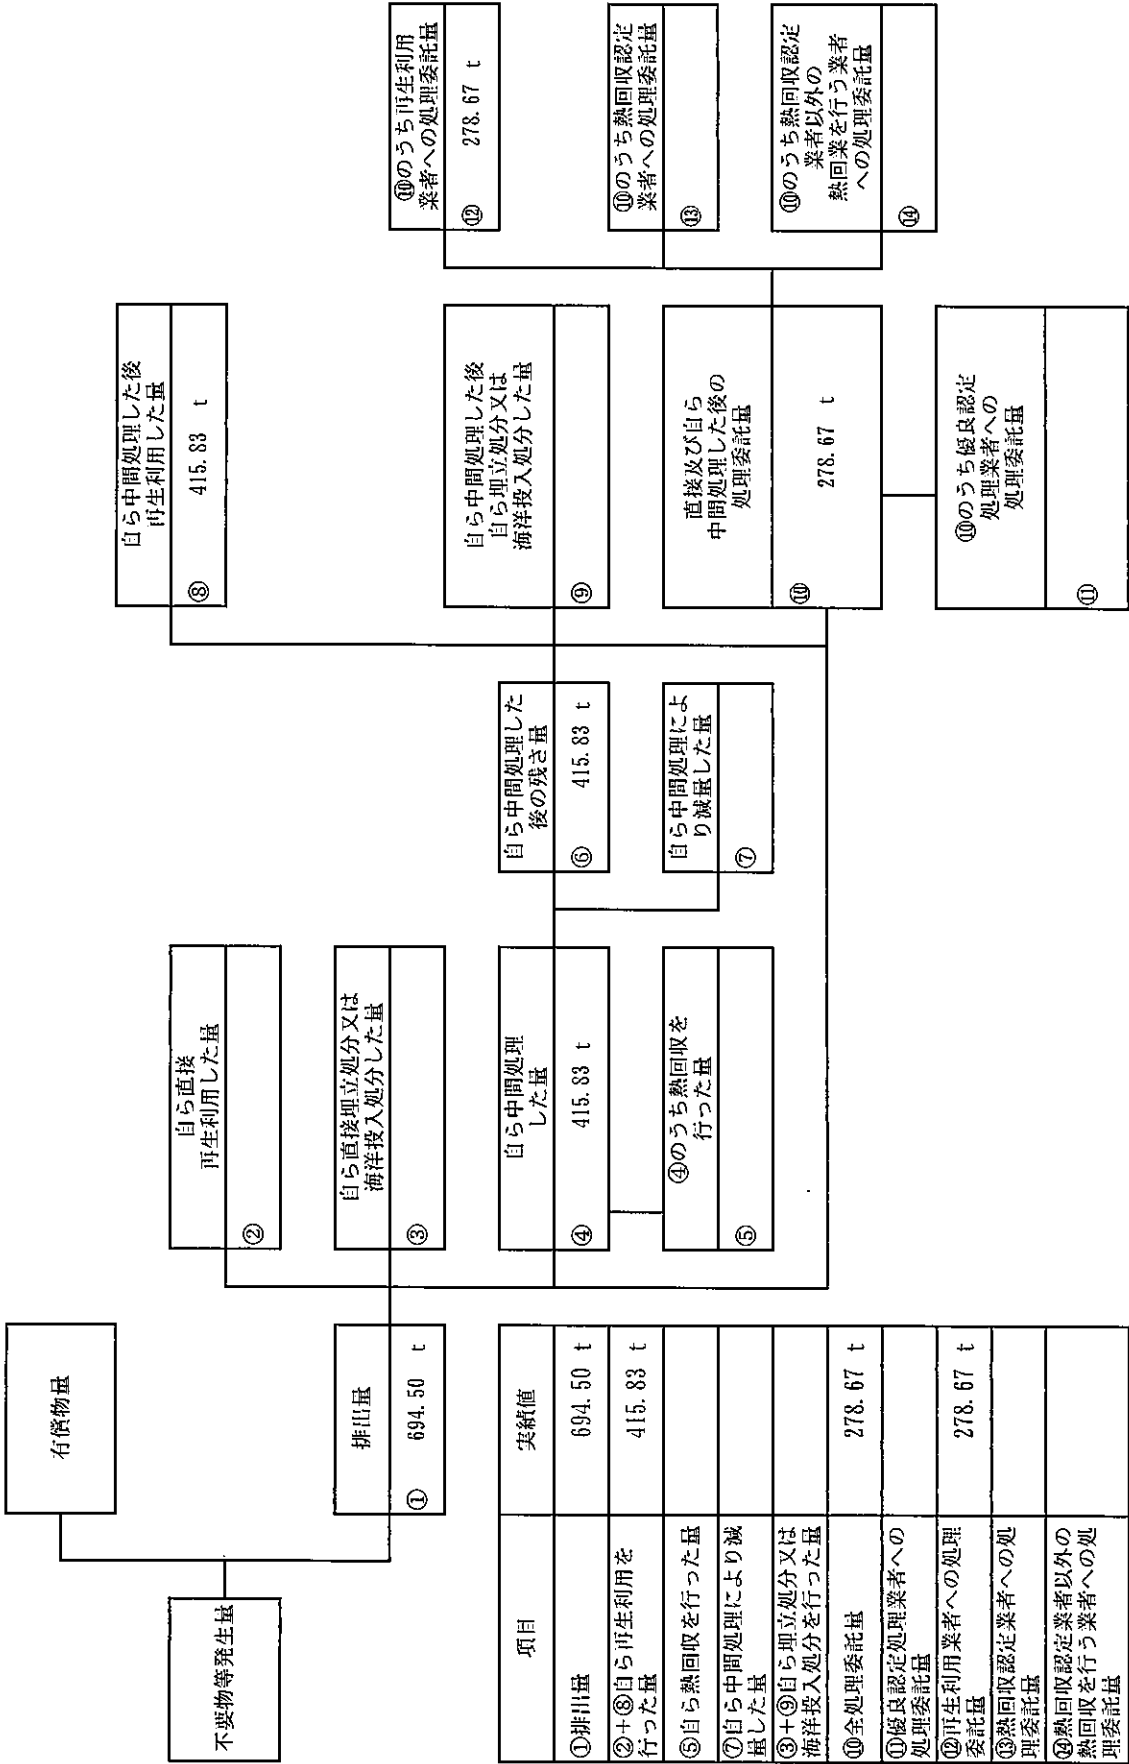 不要物等発生量
有償物量
排出量
① 694.50 t
自ら直接
再生利用した量
②
自ら直接埋立処分又は
海洋投入処分した量
③
自ら中間処理
した量
④ 415.83 t
④のうち熱回収を
行った量
⑤
自ら中間処理した
後の残さ量
⑥ 415.83 t
自ら中間処理によ
り減量した量
⑦
自ら中間処理した後
再生利用した量
⑧ 415.83 t
自ら中間処理した後
自ら埋立処分又は
海洋投入処分した量
⑨
直接及び自ら
中間処理した後の
処理委託量
⑩ 278.67 t
⑩のうち優良認定
処理業者への
処理委託量
⑪
⑩のうち再生利用
業者への処理委託量
⑫ 278.67 t
⑩のうち熱回収認定
業者への処理委託量
⑬
⑩のうち熱回収認定
業者以外の
熱回業を行う業者
への処理委託量
⑭
項目 実績値
①排出量 694.50 t
②+⑧自ら再生利用を
行った量 415.83 t
⑤自ら熱回収を行った量
⑦自ら中間処理により減
量した量
③+⑨自ら埋立処分又は
海洋投入処分を行った量
⑩全処理委託量 278.67 t
⑪優良認定処理業者への
処理委託量
⑫再生利用業者への処理
委託量 278.67 t
⑬熱回収認定業者への処
理委託量
⑭熱回収認定業者以外の
熱回収を行う業者への処
理委託量